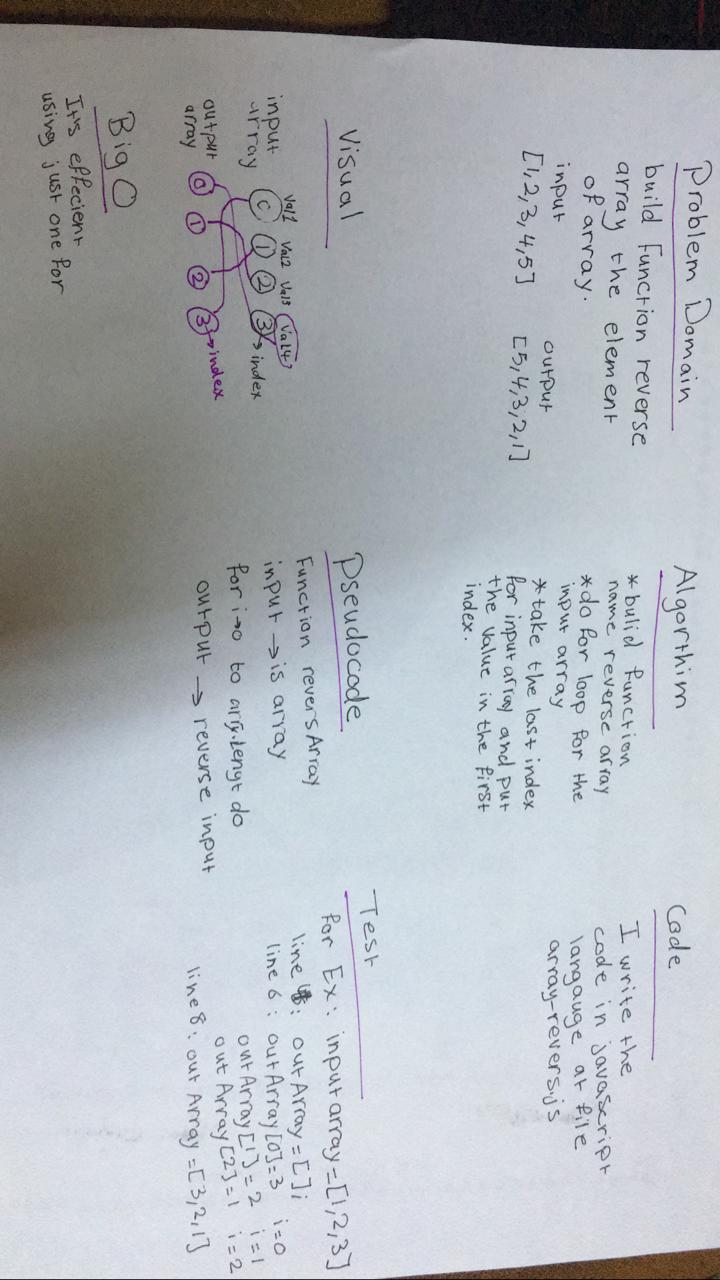 Problem Domain
build function reverse
array the element
of array.
input
output
[1,2,3,4,5]
[5,4,3,2,1]
Algorthim
* bulid function
name reverse array
* do for loop for the
input array
* take the last index
for input array and put
the value in the first
index.
Code
I write the
code in javascript
langauge at file
array-revers.js
Visual
val1 val2 val3 val4
input
array
0 1 2 3 → index
output
array
0 1 2 3 → index
Pseudocode
Function reversArray
input → is array
for i→0 to arry.lengt do
output → reverse input
Test
for Ex: input array=[1,2,3]
line : outArray=[];
line 6: outArray[0]=3 i=0
outArray[1]=2 i=1
outArray[2]=1 i=2
line 8: out Array=[3,2,1]
Big O
It's effecient
using just one for